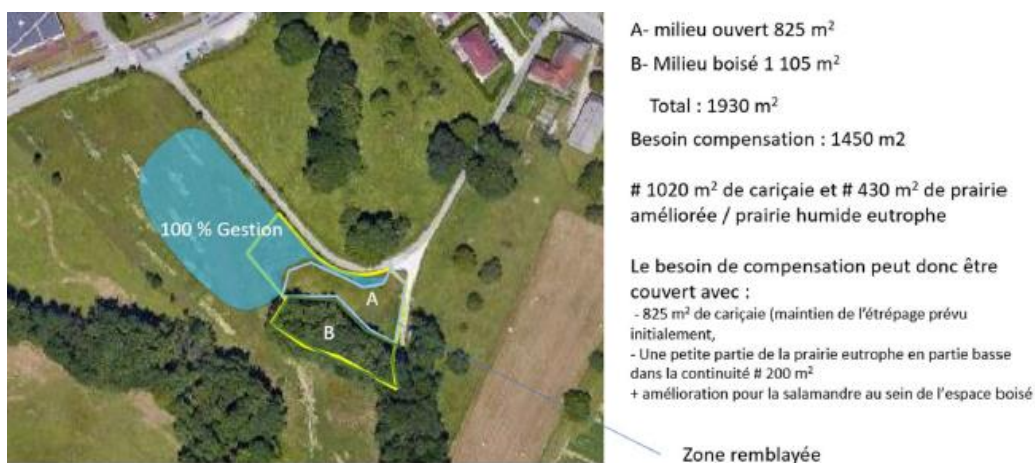 A- milieu ouvert 825 m²
B- Milieu boisé 1 105 m²
Total : 1930 m²
Besoin compensation : 1450 m2
# 1020 m² de cariçaie et # 430 m² de prairie
améliorée / prairie humide eutrophe
Le besoin de compensation peut donc être
couvert avec :
- 825 m² de cariçaie (maintien de l'étrépage prévu
initialement,
- Une petite partie de la prairie eutrophe en partie basse
dans la continuité # 200 m²
+ amélioration pour la salamandre au sein de l'espace boisé
Zone remblayée
100 % Gestion
A
B